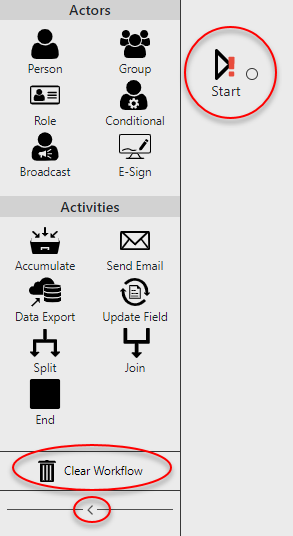 Actors
Person Group
Role Conditional
Broadcast E-Sign
Activities
Accumulate Send Email
Data Export Update Field
Split Join
End
Clear Workflow
Start